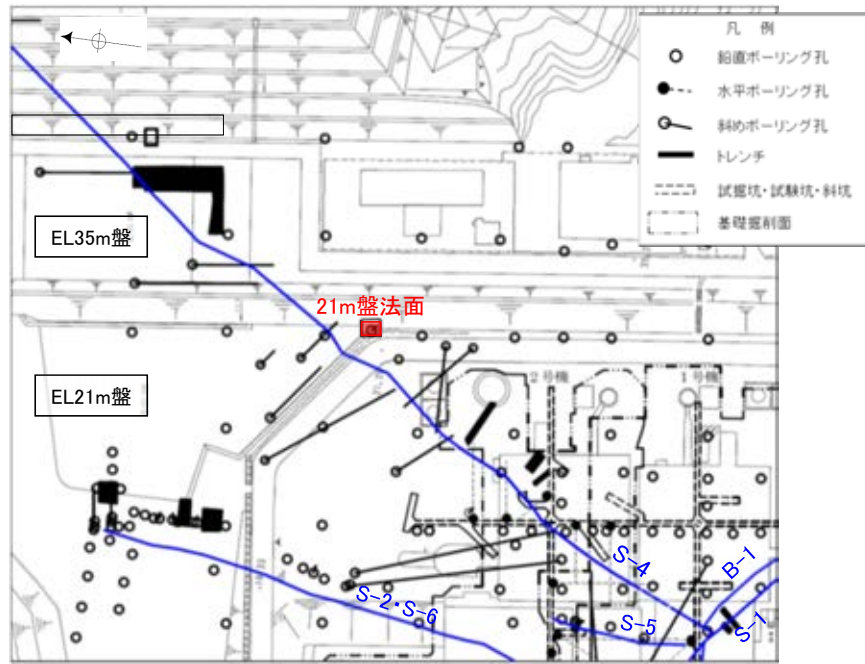 凡 例
鉛直ボーリング孔
水平ボーリング孔
斜めボーリング孔
トレンチ
試掘坑・試験坑・斜坑
基礎掘削面
EL35m盤
21m盤法面
EL21m盤
2号機
1号機
S-4
B-1
S-2・S-6
S-5
S-1